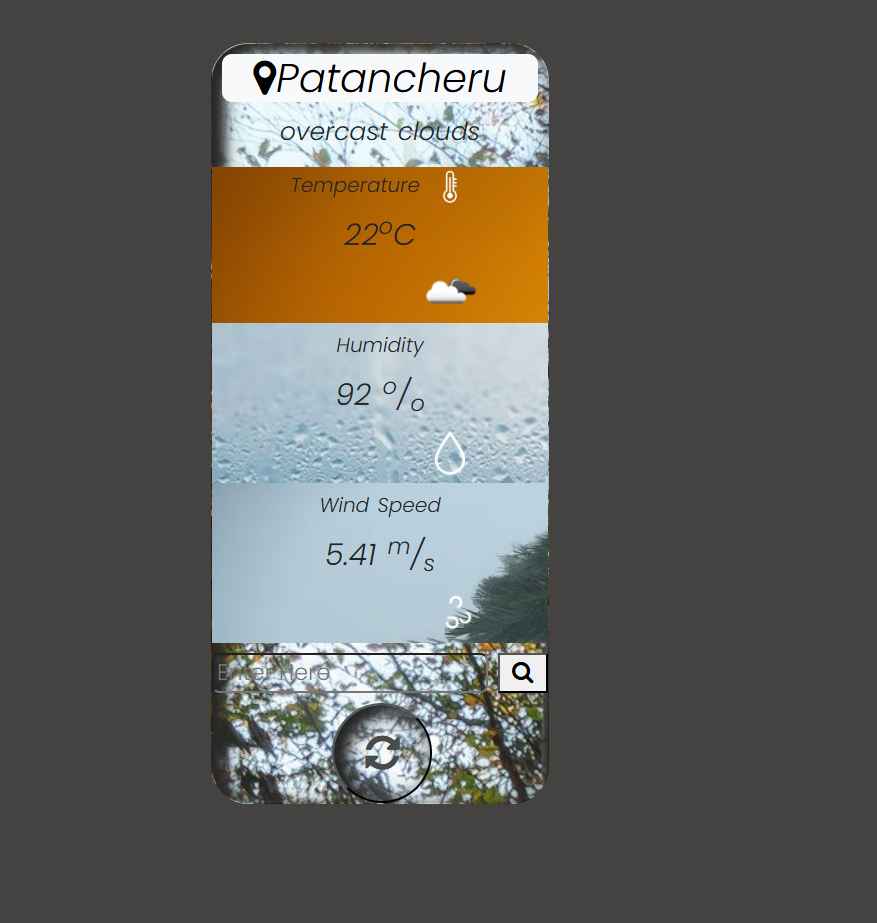 Patancheru
overcast clouds
Temperature
22°C
Humidity
92 °/o
Wind Speed
5.41 m/s
Enter Here